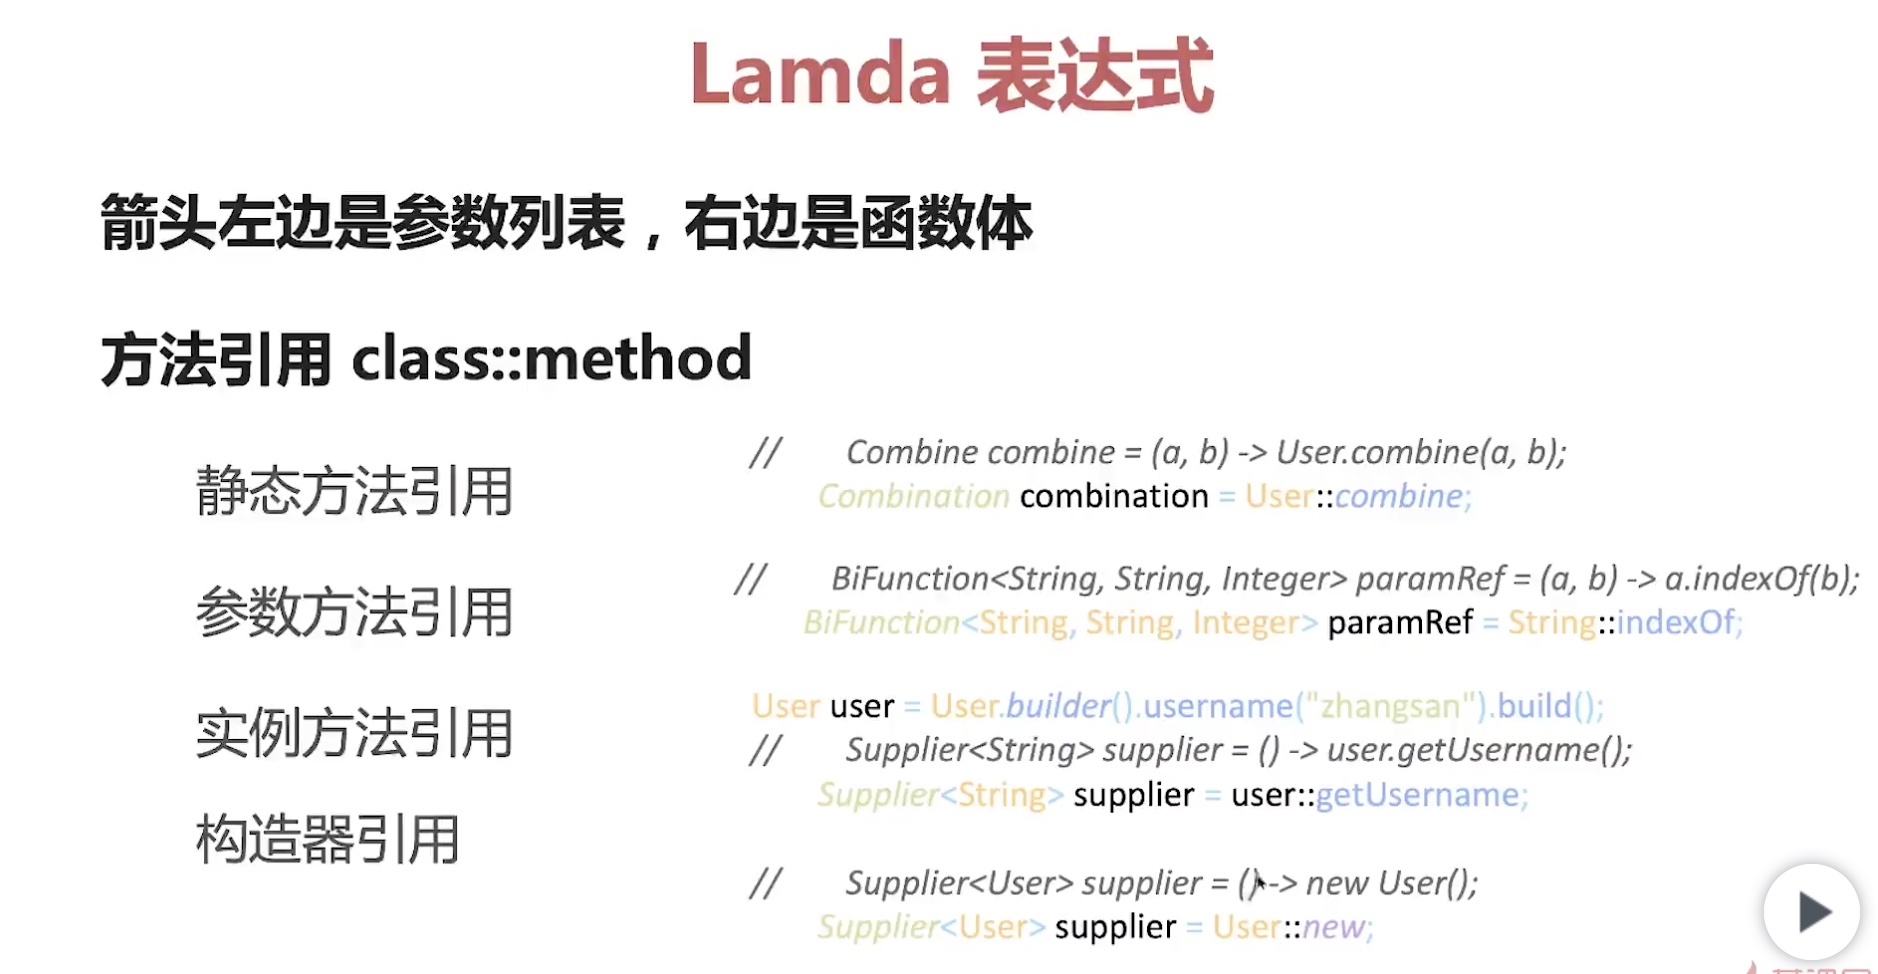 Lamda 表达式
箭头左边是参数列表，右边是函数体
方法引用 class::method
静态方法引用
// Combine combine = (a, b) -> User.combine(a, b);
Combination combination = User::combine;
参数方法引用
// BiFunction<String, String, Integer> paramRef = (a, b) -> a.indexOf(b);
BiFunction<String, String, Integer> paramRef = String::indexOf;
实例方法引用
User user = User.builder().username("zhangsan").build();
// Supplier<String> supplier = () -> user.getUsername();
Supplier<String> supplier = user::getUsername;
构造器引用
// Supplier<User> supplier = () -> new User();
Supplier<User> supplier = User::new;